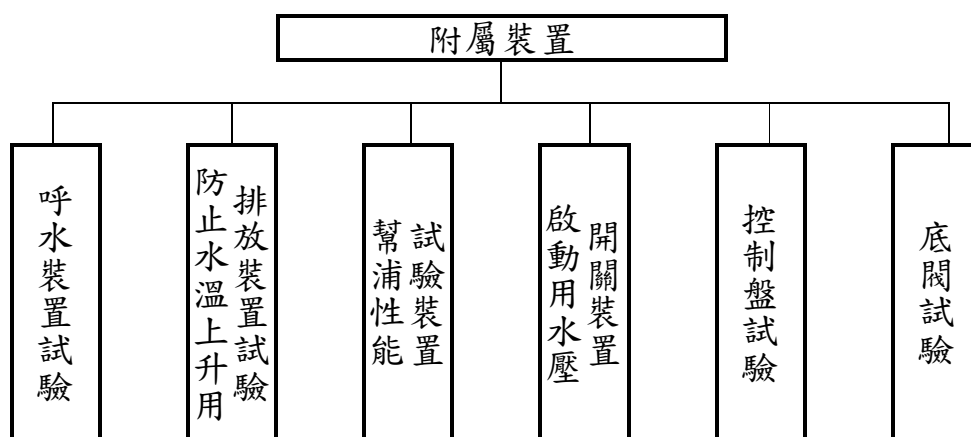 附屬裝置
呼水裝置試驗
防止水溫上升用
排放裝置試驗
幫浦性能
試驗裝置
啟動用水壓
開關裝置
控制盤試驗
底閥試驗